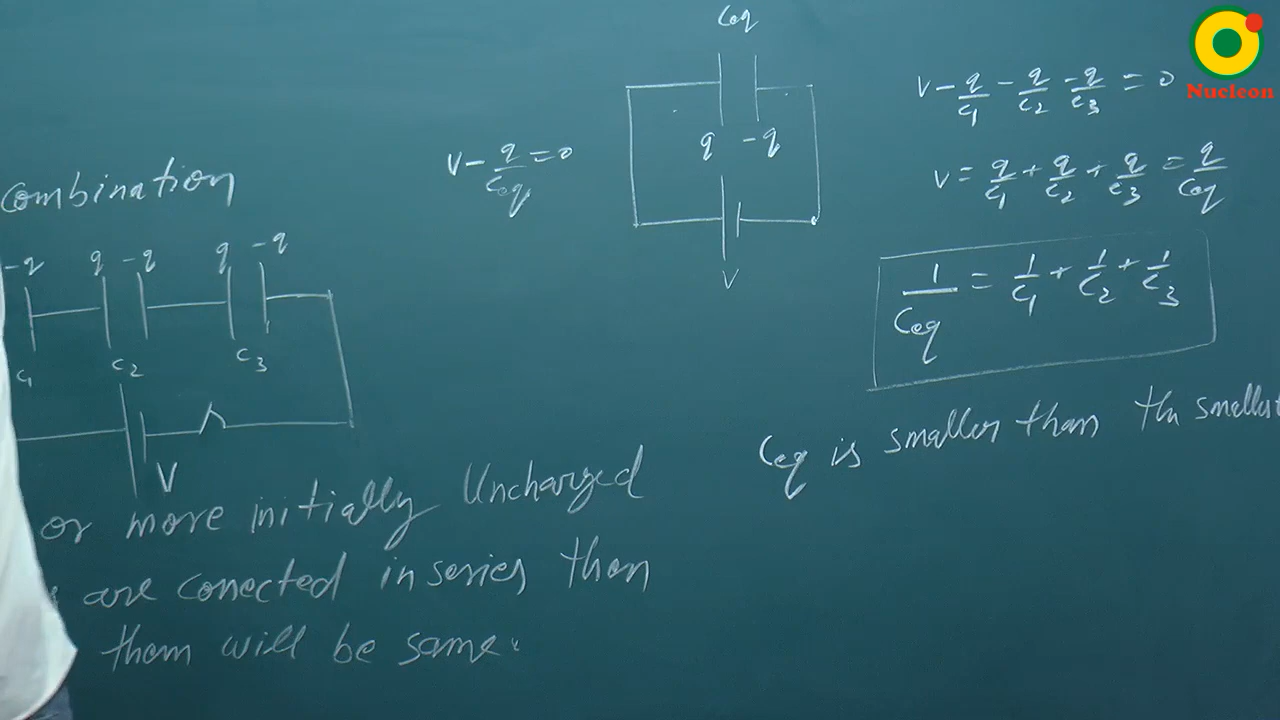 Combination
-q q -q q -q
C1 C2 C3
V
or more initially Uncharged
are conected in series then
them will be same.
Ceq
q -q
V
V - q/Ceq = 0
V - q/C1 - q/C2 - q/C3 = 0
V = q/C1 + q/C2 + q/C3 = q/Ceq
1/Ceq = 1/C1 + 1/C2 + 1/C3
Ceq is smaller than the smallest
Nucleon